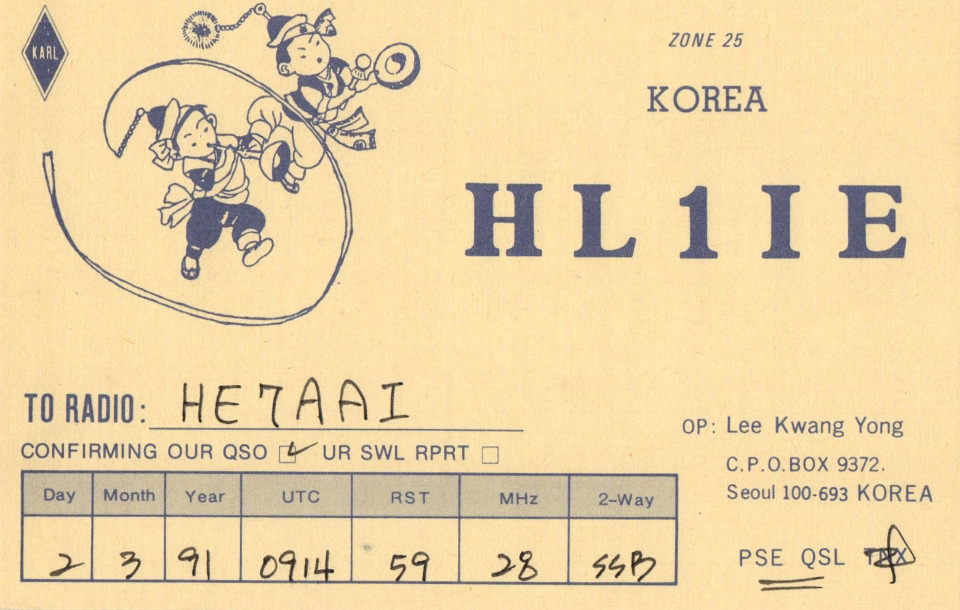 KARL
ZONE 25
KOREA
HL1IE
TO RADIO: HE7AAI
CONFIRMING OUR QSO ☑ UR SWL RPRT ☐
Day Month Year UTC RST MHz 2-Way
2 3 91 0914 59 28 SSB
OP: Lee Kwang Yong
C.P.O.BOX 9372.
Seoul 100-693 KOREA
PSE QSL